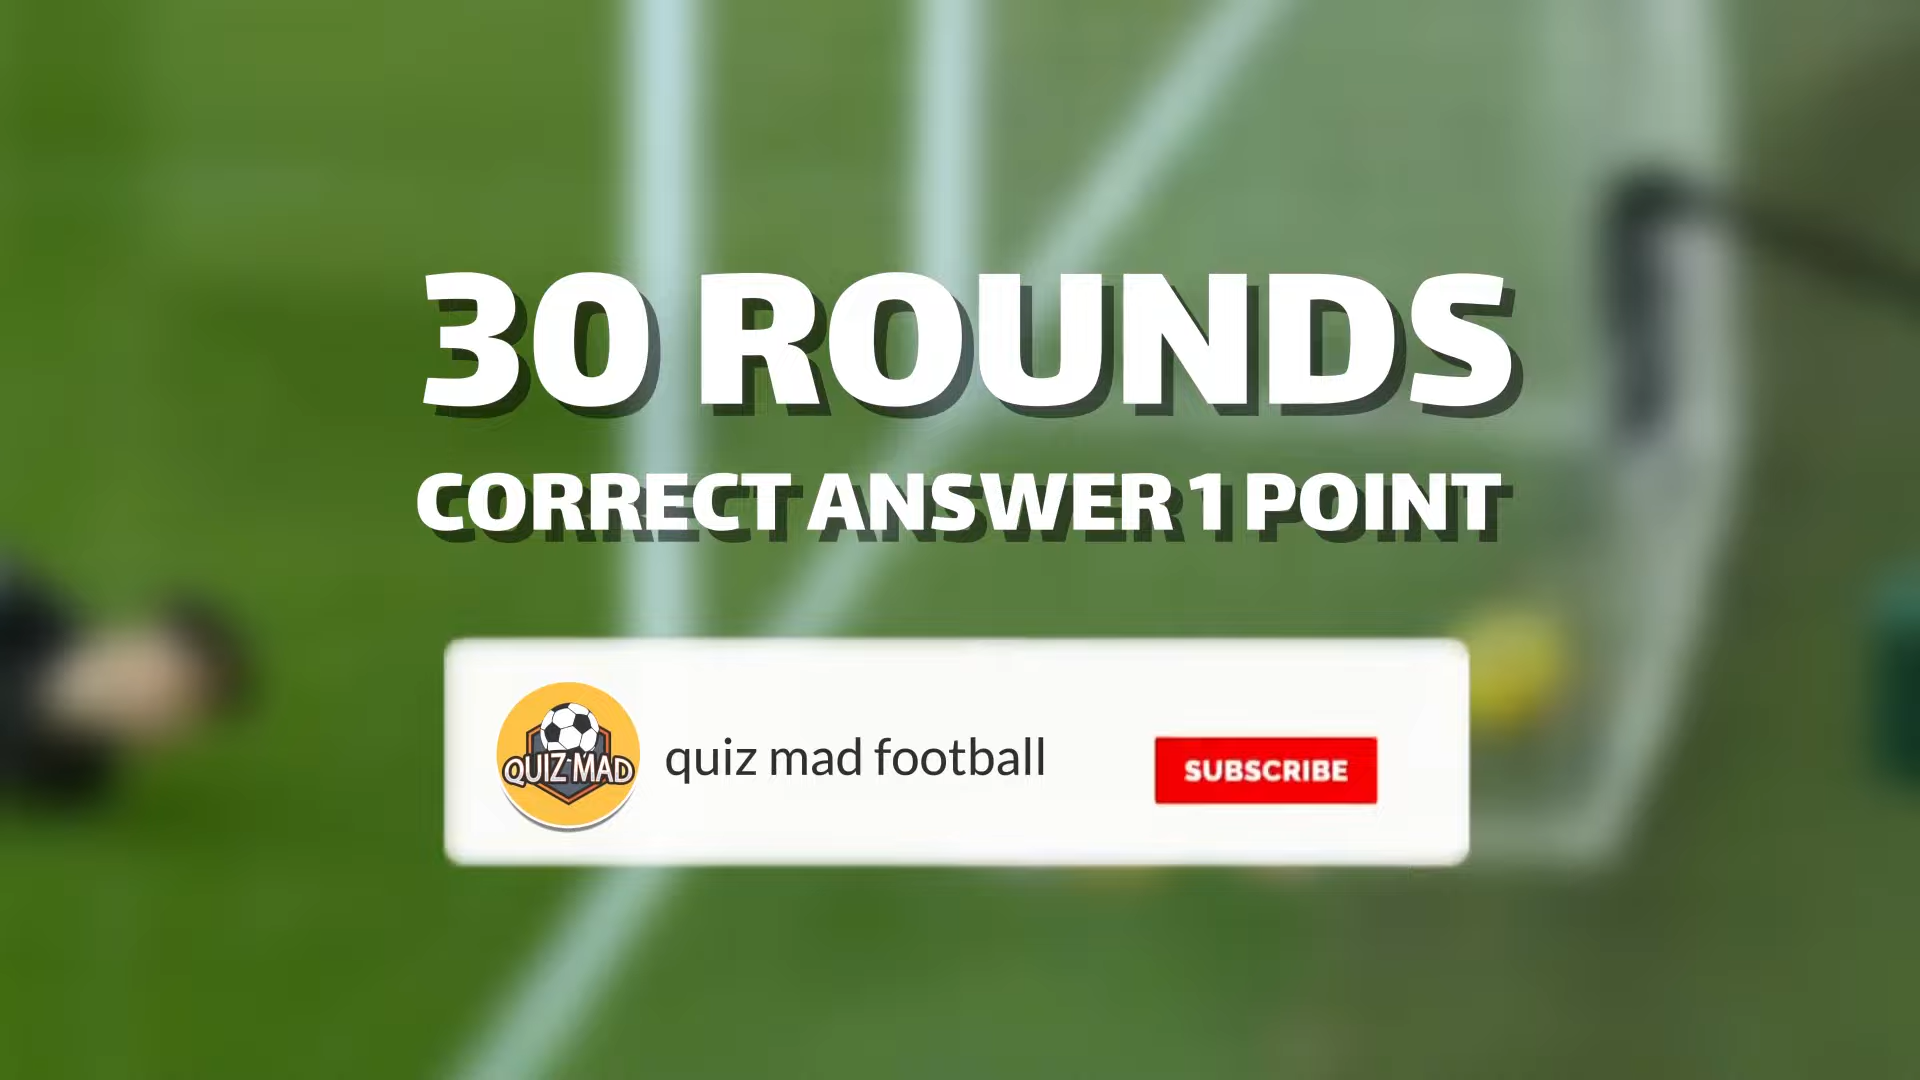 30 ROUNDS
CORRECT ANSWER 1 POINT
QUIZ MAD
quiz mad football
SUBSCRIBE